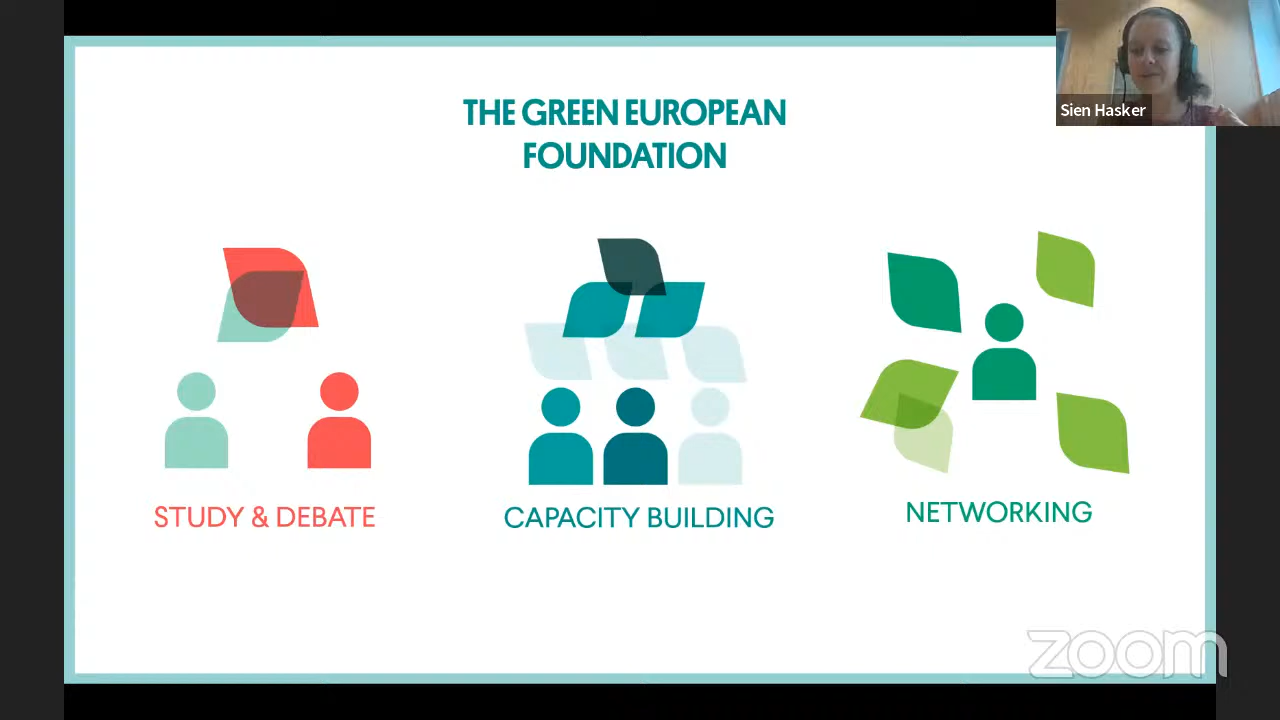 THE GREEN EUROPEAN
FOUNDATION
Sien Hasker
STUDY & DEBATE
CAPACITY BUILDING
NETWORKING
zoom